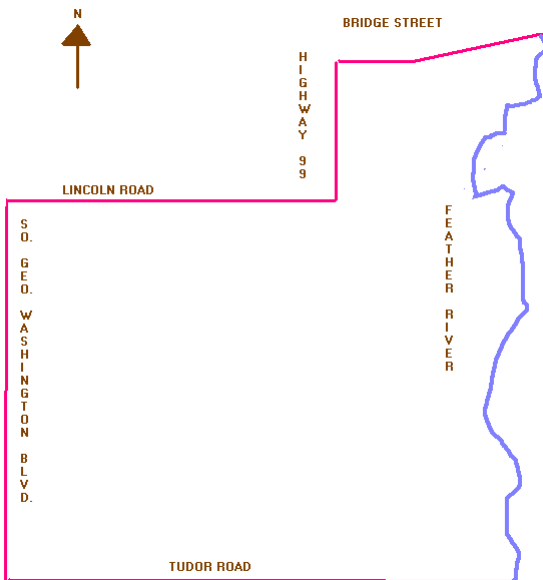 N
BRIDGE STREET
HIGHWAY 99
LINCOLN ROAD
SO. GEO. WASHINGTON BLVD.
FEATHER RIVER
TUDOR ROAD